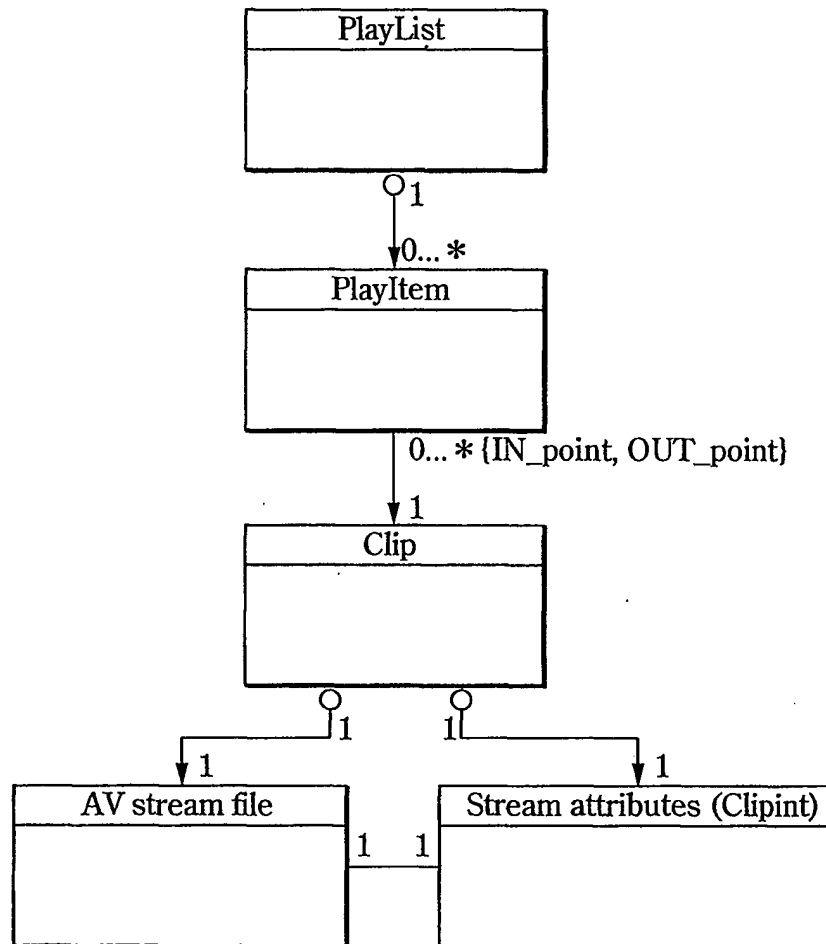 PlayList
1
0... *
PlayItem
0... * {IN_point, OUT_point}
1
Clip
1 1
1 1
AV stream file Stream attributes (Clipint)
1 1